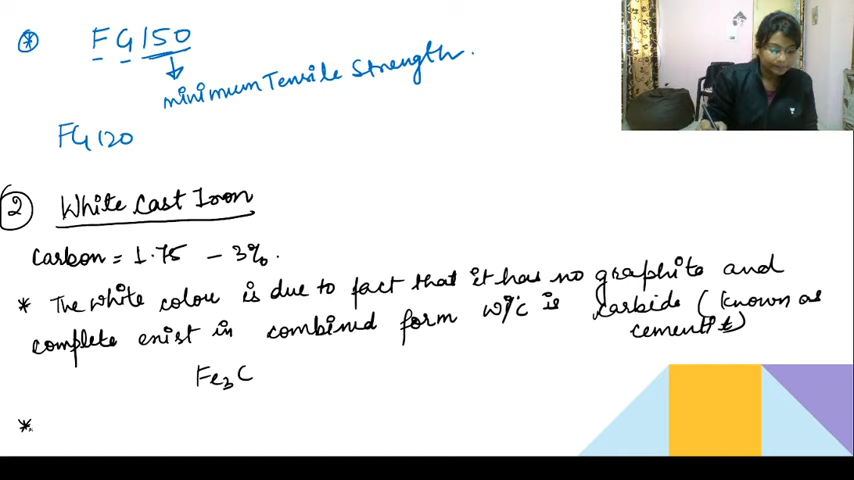 * FG150
minimum Tensile Strength.
FG120
2 White Cast Iron
Carbon = 1.75 - 3%.
* The white colou is due to fact that it has no graphite and
complete exist in combined form w/c is carbide (known as
cementite)
Fe3C
*